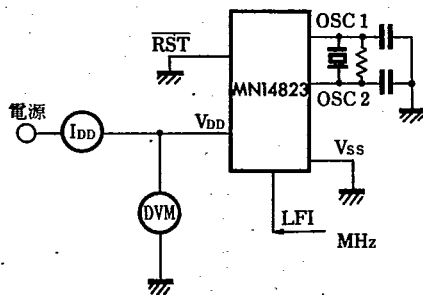 OSC 1
RST
MN14823
OSC 2
電源
IDD
VDD
VSS
DVM
LFI
MHz